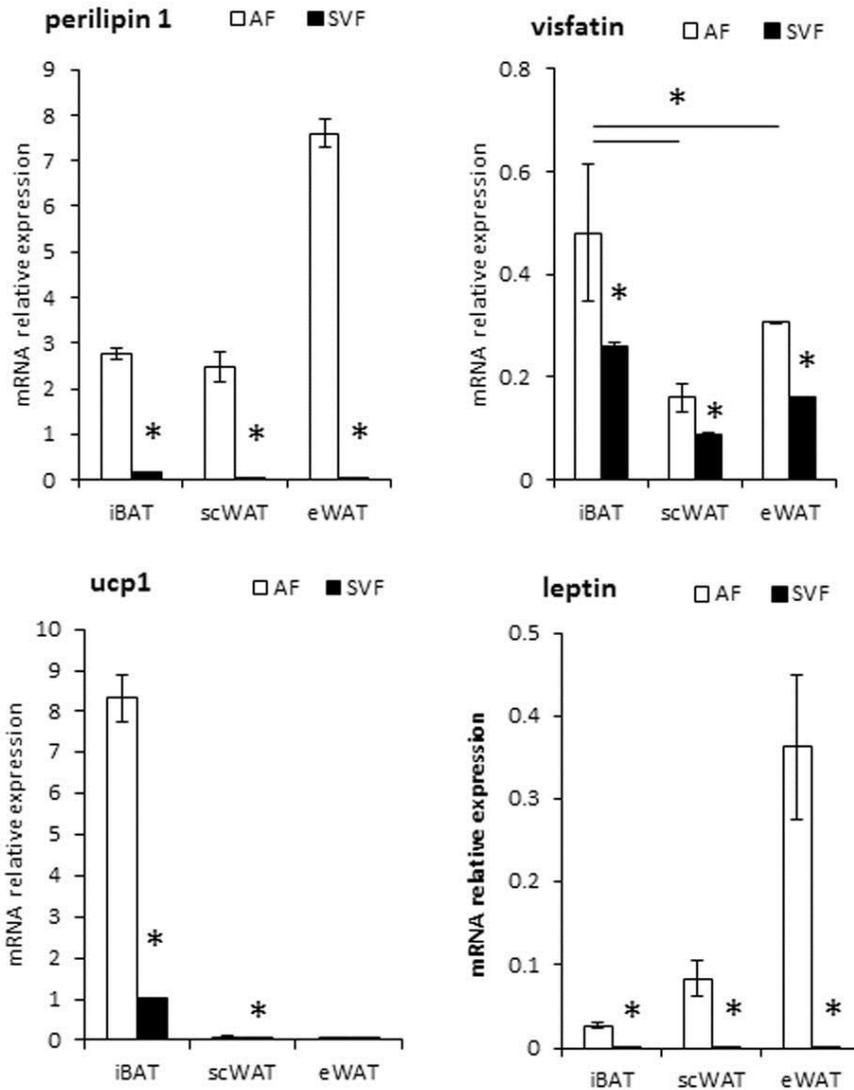 perilipin 1 AF SVF
mRNA relative expression
9
8
7
6
5
4
3
2
1
0
* * *
iBAT scWAT eWAT
visfatin AF SVF
mRNA relative expression
0.8
0.6
0.4
0.2
0
*
* * *
iBAT scWAT eWAT
ucp1 AF SVF
mRNA relative expression
10
9
8
7
6
5
4
3
2
1
0
* *
iBAT scWAT eWAT
leptin AF SVF
mRNA relative expression
0.5
0.4
0.3
0.2
0.1
0
* * *
iBAT scWAT eWAT